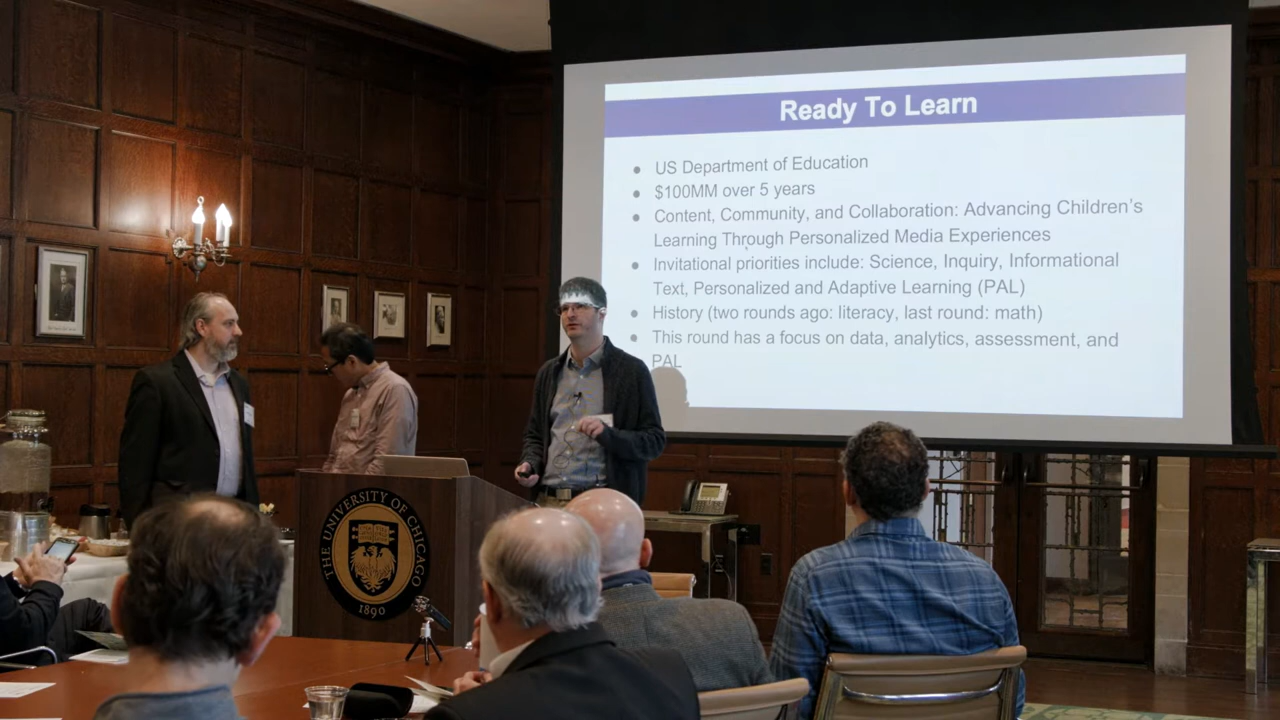 Ready To Learn
● US Department of Education
● $100MM over 5 years
● Content, Community, and Collaboration: Advancing Children's
Learning Through Personalized Media Experiences
● Invitational priorities include: Science, Inquiry, Informational
Text, Personalized and Adaptive Learning (PAL)
● History (two rounds ago: literacy, last round: math)
● This round has a focus on data, analytics, assessment, and
PAL
THE UNIVERSITY OF CHICAGO
1890